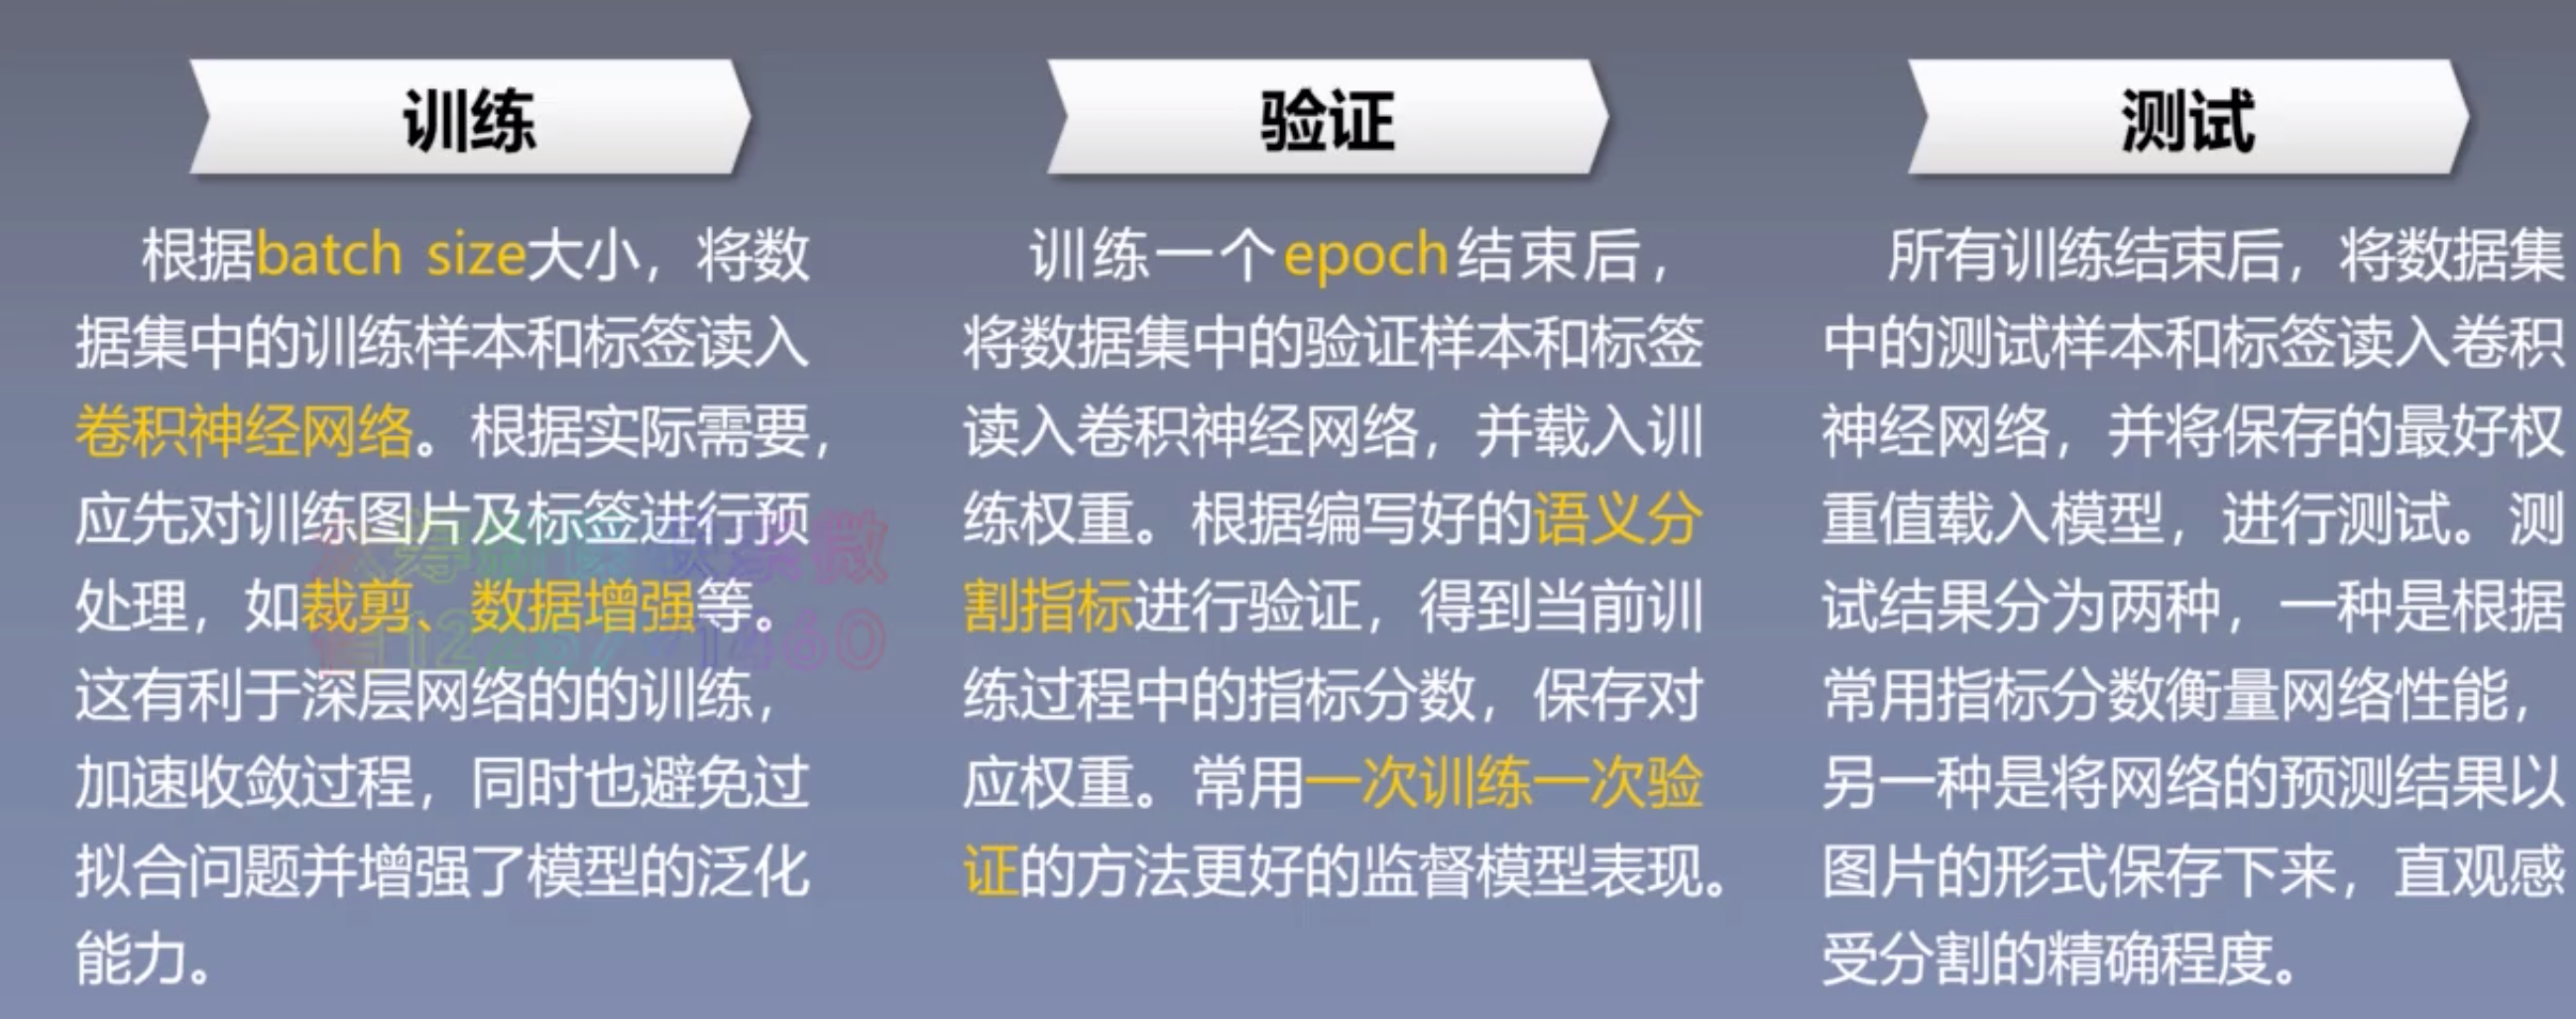 训练
根据batch size大小，将数
据集中的训练样本和标签读入
卷积神经网络。根据实际需要，
应先对训练图片及标签进行预
处理，如裁剪、数据增强等。
这有利于深层网络的的训练，
加速收敛过程，同时也避免过
拟合问题并增强了模型的泛化
能力。
验证
训练一个epoch结束后，
将数据集中的验证样本和标签
读入卷积神经网络，并载入训
练权重。根据编写好的语义分
割指标进行验证，得到当前训
练过程中的指标分数，保存对
应权重。常用一次训练一次验
证的方法更好的监督模型表现。
测试
所有训练结束后，将数据集
中的测试样本和标签读入卷积
神经网络，并将保存的最好权
重值载入模型，进行测试。测
试结果分为两种，一种是根据
常用指标分数衡量网络性能，
另一种是将网络的预测结果以
图片的形式保存下来，直观感
受分割的精确程度。